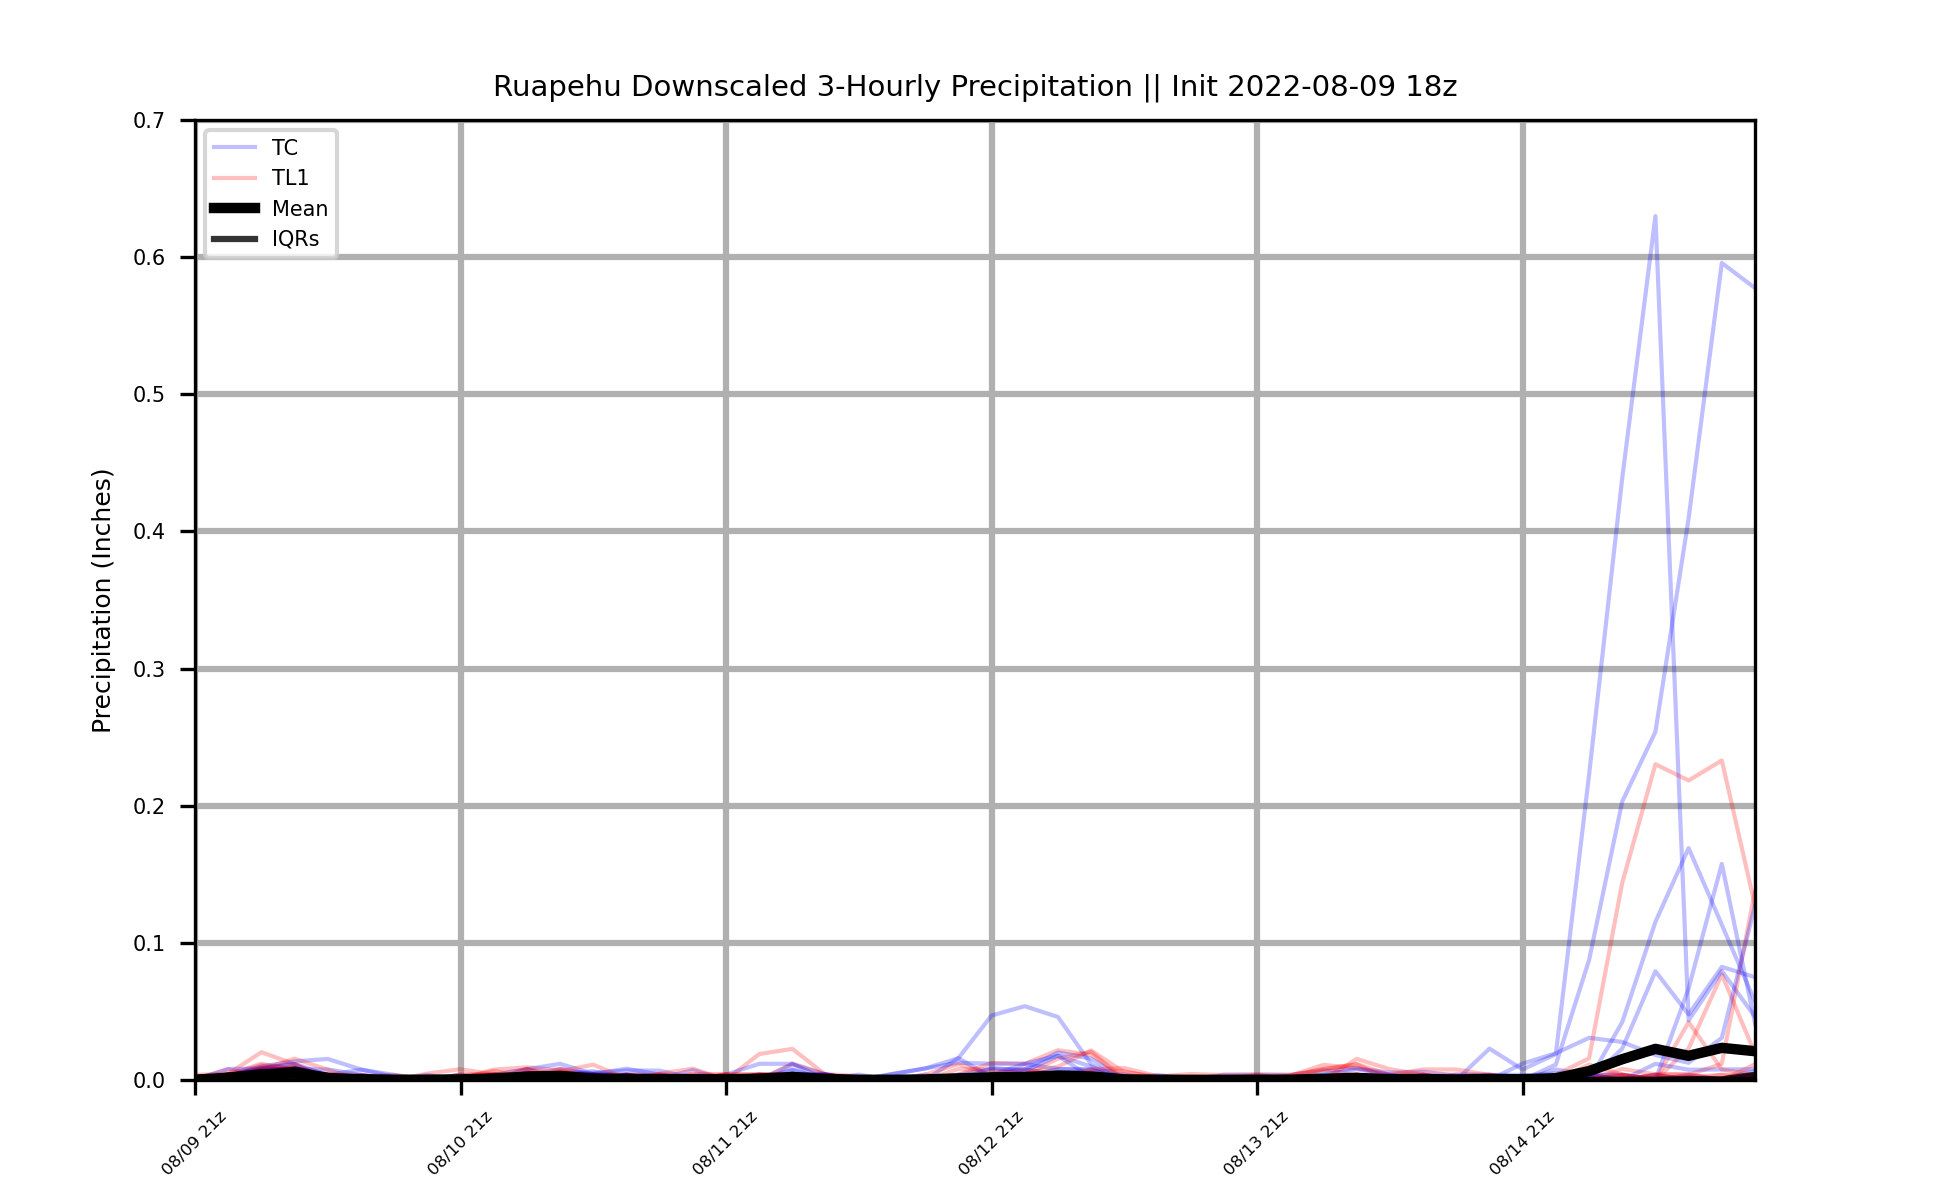 Ruapehu Downscaled 3-Hourly Precipitation || Init 2022-08-09 18z
TC
TL1
Mean
IQRs
Precipitation (Inches)
0.7
0.6
0.5
0.4
0.3
0.2
0.1
0.0
08/09 21z
08/10 21z
08/11 21z
08/12 21z
08/13 21z
08/14 21z